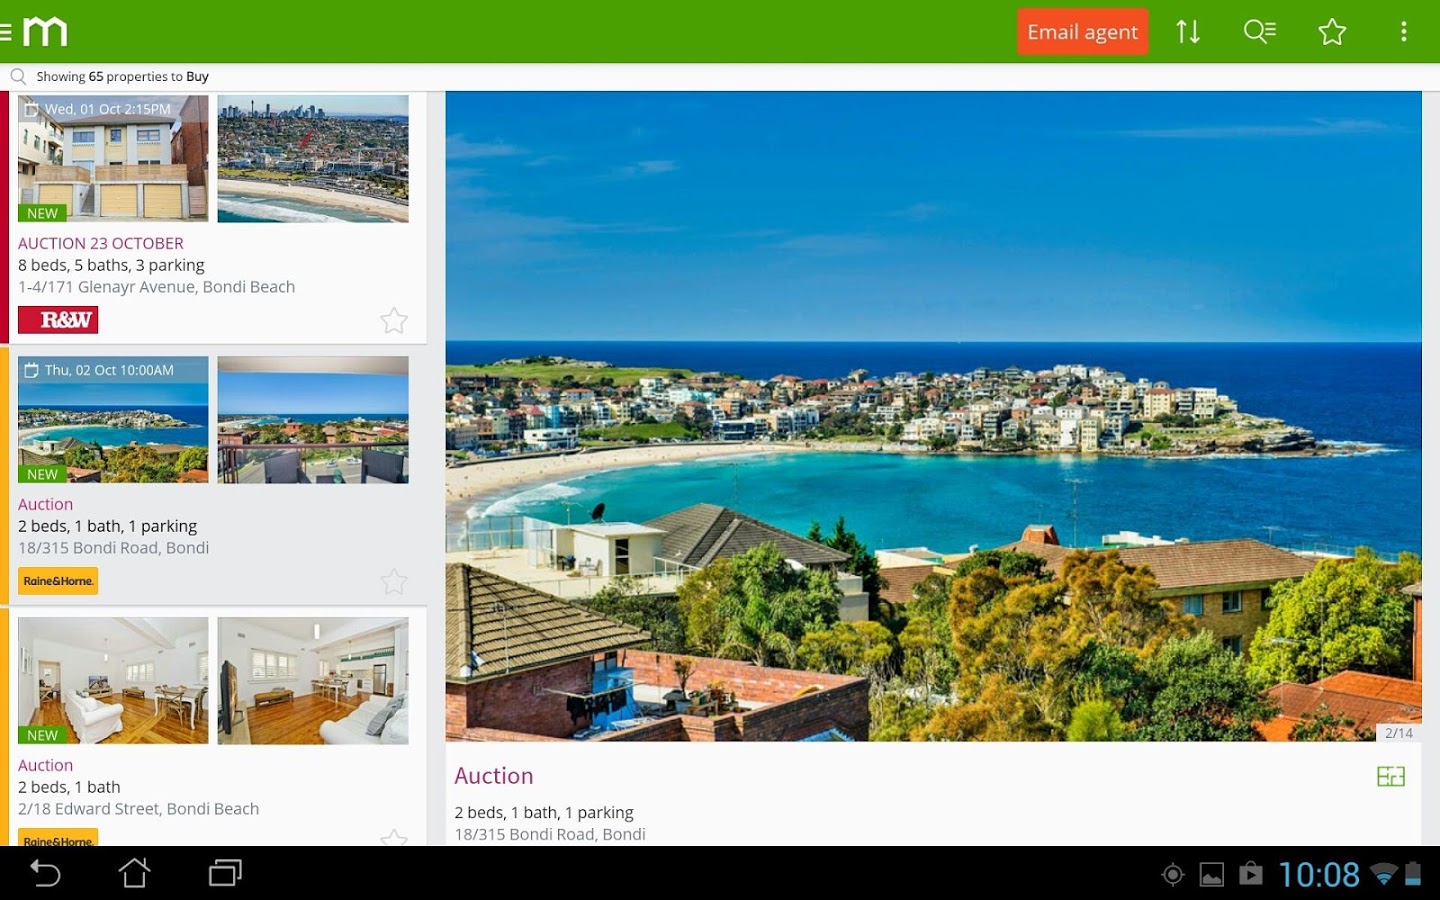 m
Email agent
Showing 65 properties to Buy
Wed, 01 Oct 2:15PM
NEW
AUCTION 23 OCTOBER
8 beds, 5 baths, 3 parking
1-4/171 Glenayr Avenue, Bondi Beach
R&W
Thu, 02 Oct 10:00AM
NEW
Auction
2 beds, 1 bath, 1 parking
18/315 Bondi Road, Bondi
Raine&Horne.
NEW
Auction
2 beds, 1 bath
2/18 Edward Street, Bondi Beach
Raine&Horne.
2/14
Auction
2 beds, 1 bath, 1 parking
18/315 Bondi Road, Bondi
10:08